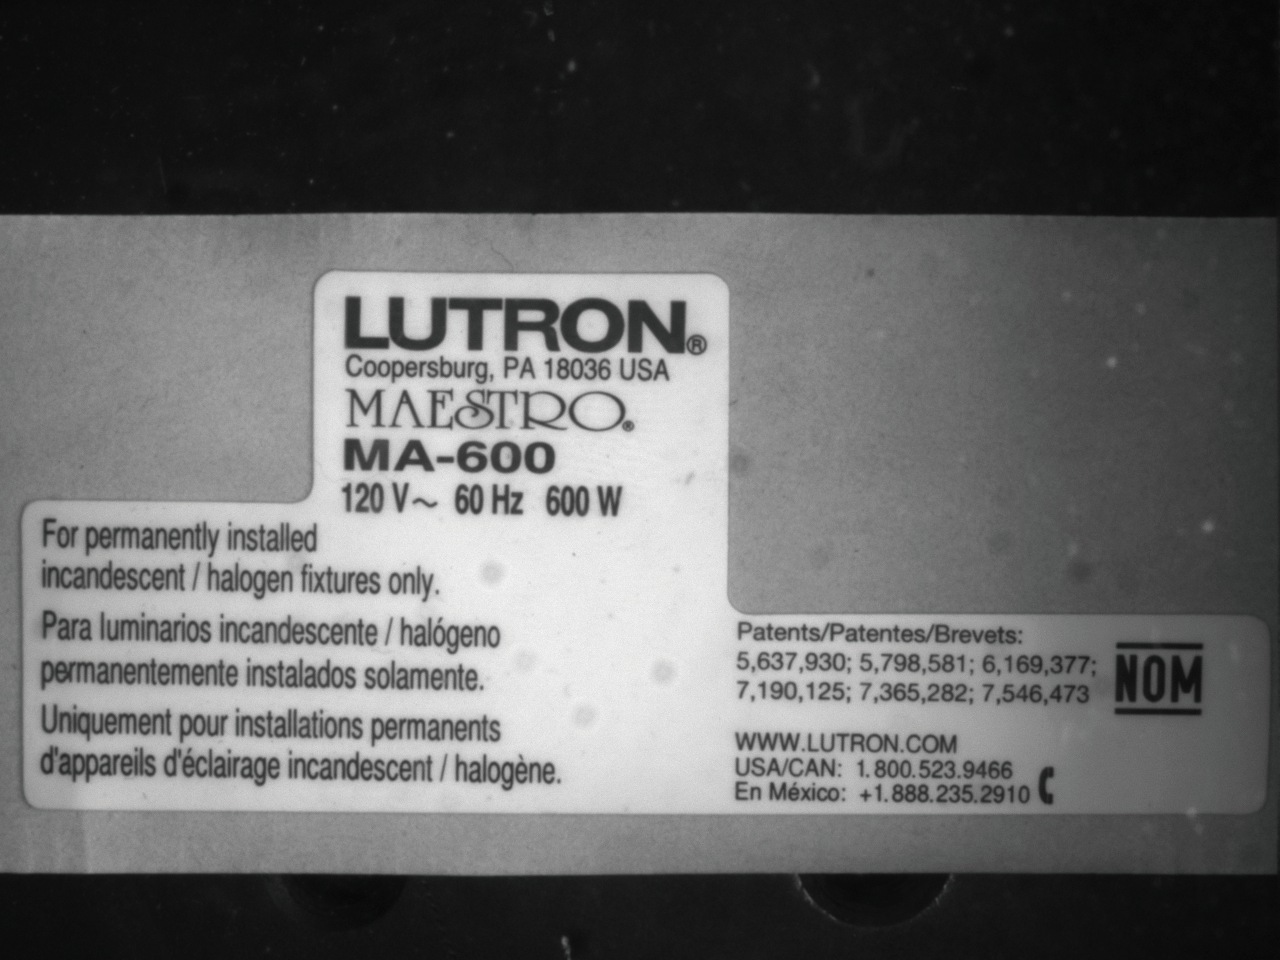 LUTRON®
Coopersburg, PA 18036 USA
MAESTRO®
MA-600
120 V~ 60 Hz 600 W
For permanently installed
incandescent / halogen fixtures only.
Para luminarios incandescente / halógeno
permanentemente instalados solamente.
Uniquement pour installations permanents
d'appareils d'éclairage incandescent / halogène.
Patents/Patentes/Brevets:
5,637,930; 5,798,581; 6,169,377;
7,190,125; 7,365,282; 7,546,473
NOM
WWW.LUTRON.COM
USA/CAN: 1.800.523.9466
En México: +1.888.235.2910